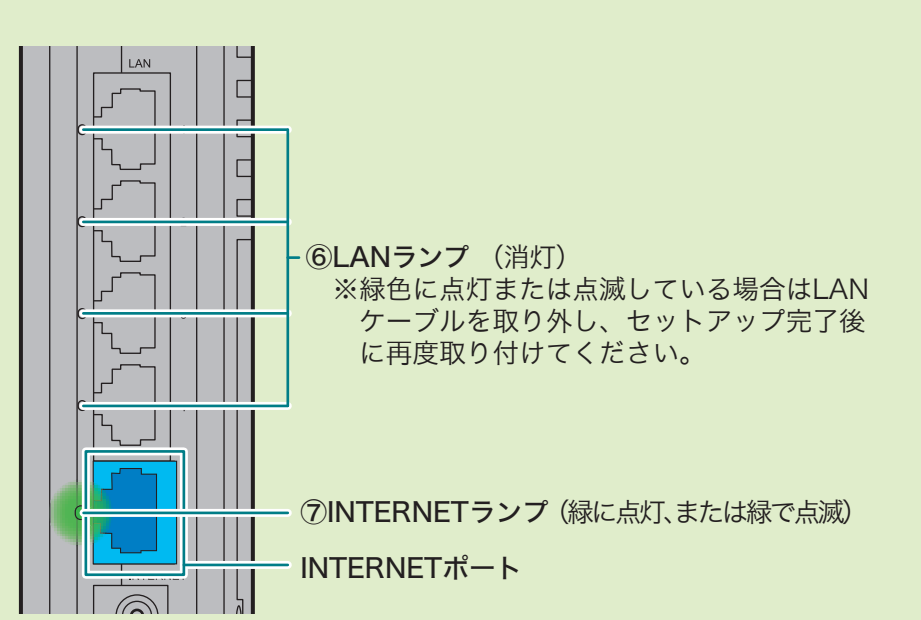 LAN
⑥LANランプ （消灯）
※緑色に点灯または点滅している場合はLAN
ケーブルを取り外し、セットアップ完了後
に再度取り付けてください。
⑦INTERNETランプ（緑に点灯、または緑で点滅）
INTERNETポート
INTERNET